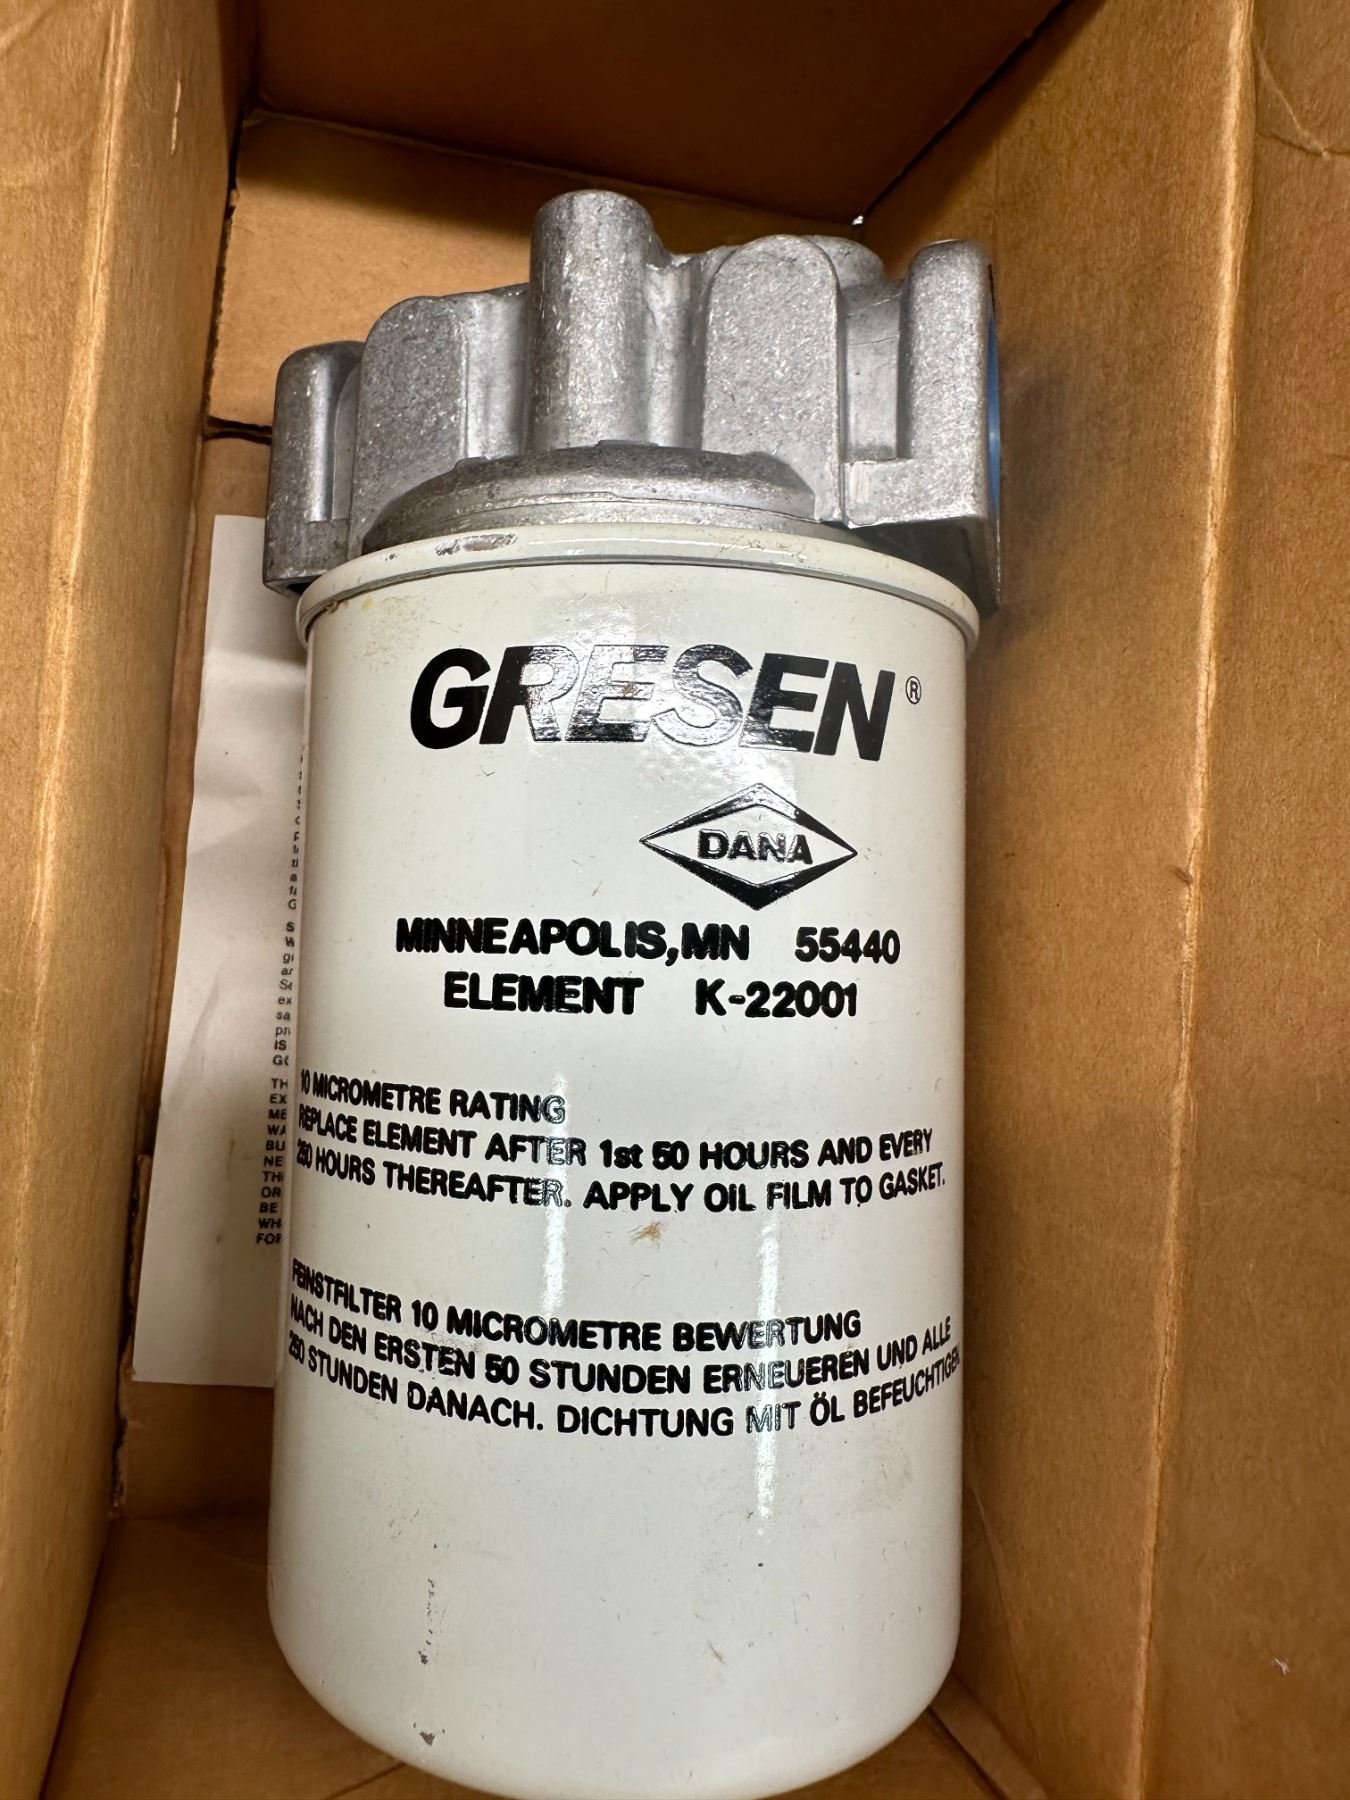 GRESEN®
DANA
MINNEAPOLIS, MN 55440
ELEMENT K-22001
10 MICROMETRE RATING
REPLACE ELEMENT AFTER 1st 50 HOURS AND EVERY
250 HOURS THEREAFTER. APPLY OIL FILM TO GASKET.
FEINSTFILTER 10 MICROMETRE BEWERTUNG
NACH DEN ERSTEN 50 STUNDEN ERNEUEREN UND ALLE
250 STUNDEN DANACH. DICHTUNG MIT ÖL BEFEUCHTIGEN